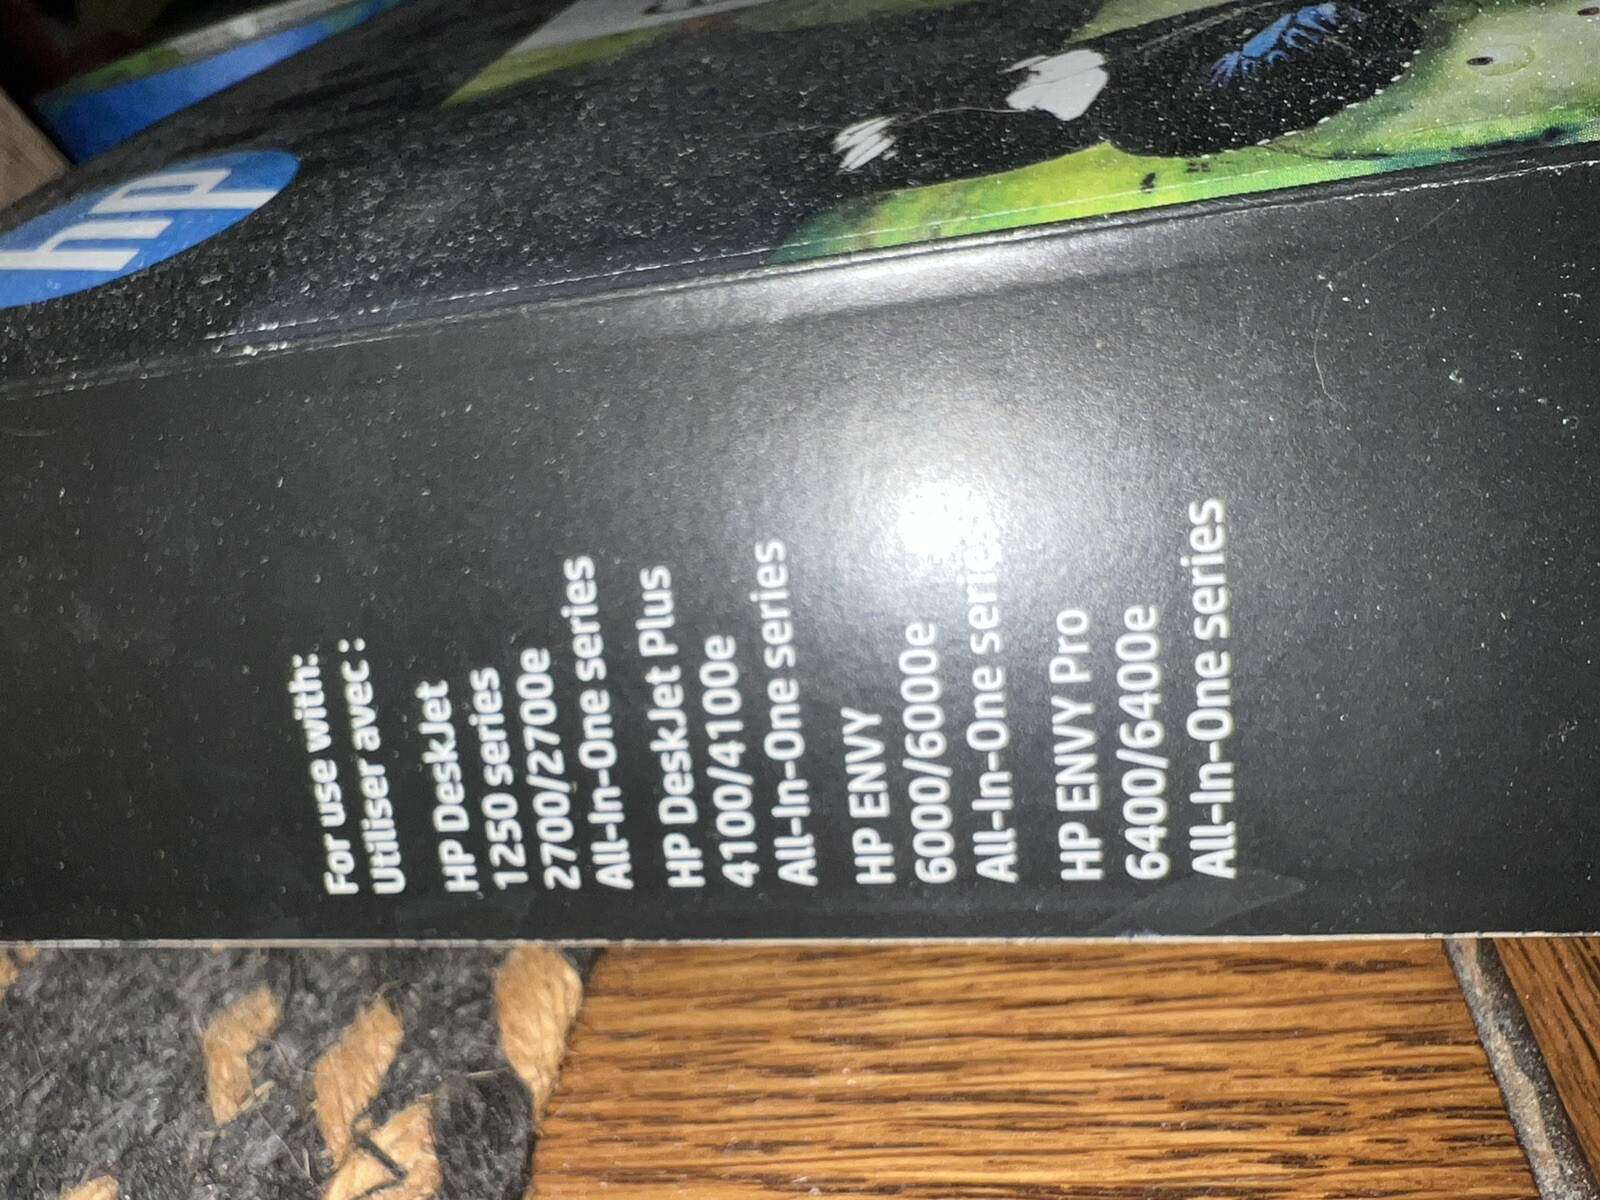 hp
For use with:
Utiliser avec :
HP DeskJet
1250 series
2700/2700e
All-In-One series
HP DeskJet Plus
4100/4100e
All-In-One series
HP ENVY
6000/6000e
All-In-One series
HP ENVY Pro
6400/6400e
All-In-One series